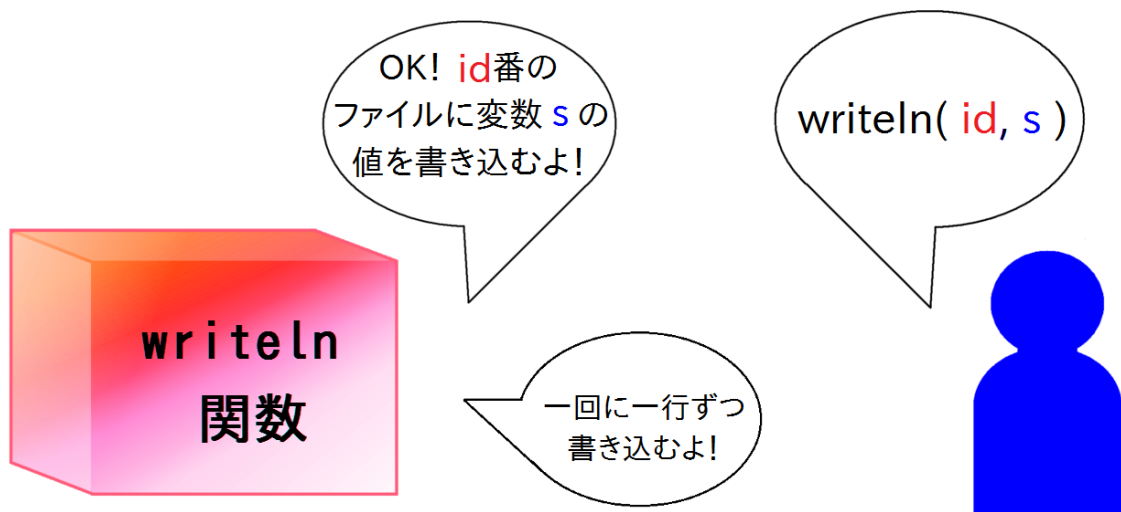 OK! id番の
ファイルに変数 s の
値を書き込むよ!
writeln( id, s )
writeln
関数
一回に一行ずつ
書き込むよ!